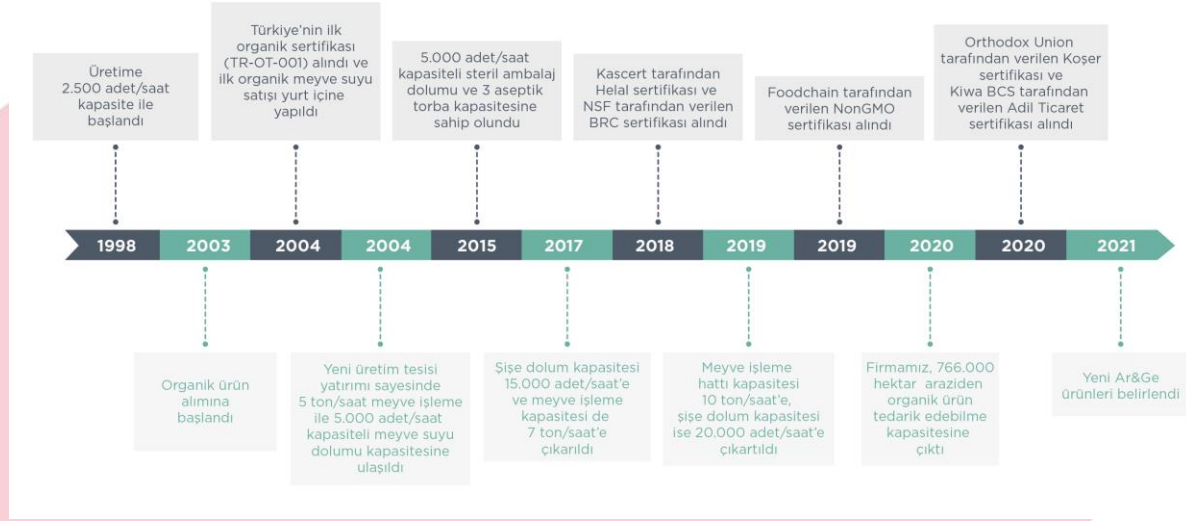 Üretime
2.500 adet/saat
kapasite ile
başlandı
Türkiye’nin ilk
organik sertifikası
(TR-OT-001) alındı ve
ilk organik meyve suyu
satışı yurt içine
yapıldı
5.000 adet/saat
kapasiteli steril ambalaj
dolumu ve 3 aseptik
torba kapasitesine
sahip olundu
Kascert tarafından
Helal sertifikası ve
NSF tarafından verilen
BRC sertifikası alındı
Foodchain tarafından
verilen NonGMO
sertifikası alındı
Orthodox Union
tarafından verilen Koşer
sertifikası ve
Kiwa BCS tarafından
verilen Adil Ticaret
sertifikası alındı
1998 2003 2004 2004 2015 2017 2018 2019 2019 2020 2020 2021
Organik ürün
alımına
başlandı
Yeni üretim tesisi
yatırımı sayesinde
5 ton/saat meyve işleme
ile 5.000 adet/saat
kapasiteli meyve suyu
dolumu kapasitesine
ulaşıldı
Şişe dolum kapasitesi
15.000 adet/saat’e
ve meyve işleme
kapasitesi de
7 ton/saat’e
çıkarıldı
Meyve işleme
hattı kapasitesi
10 ton/saat’e,
şişe dolum kapasitesi
ise 20.000 adet/saat’e
çıkartıldı
Firmamız, 766.000
hektar araziden
organik ürün
tedarik edebilme
kapasitesine
çıktı
Yeni Ar&Ge
ürünleri belirlendi